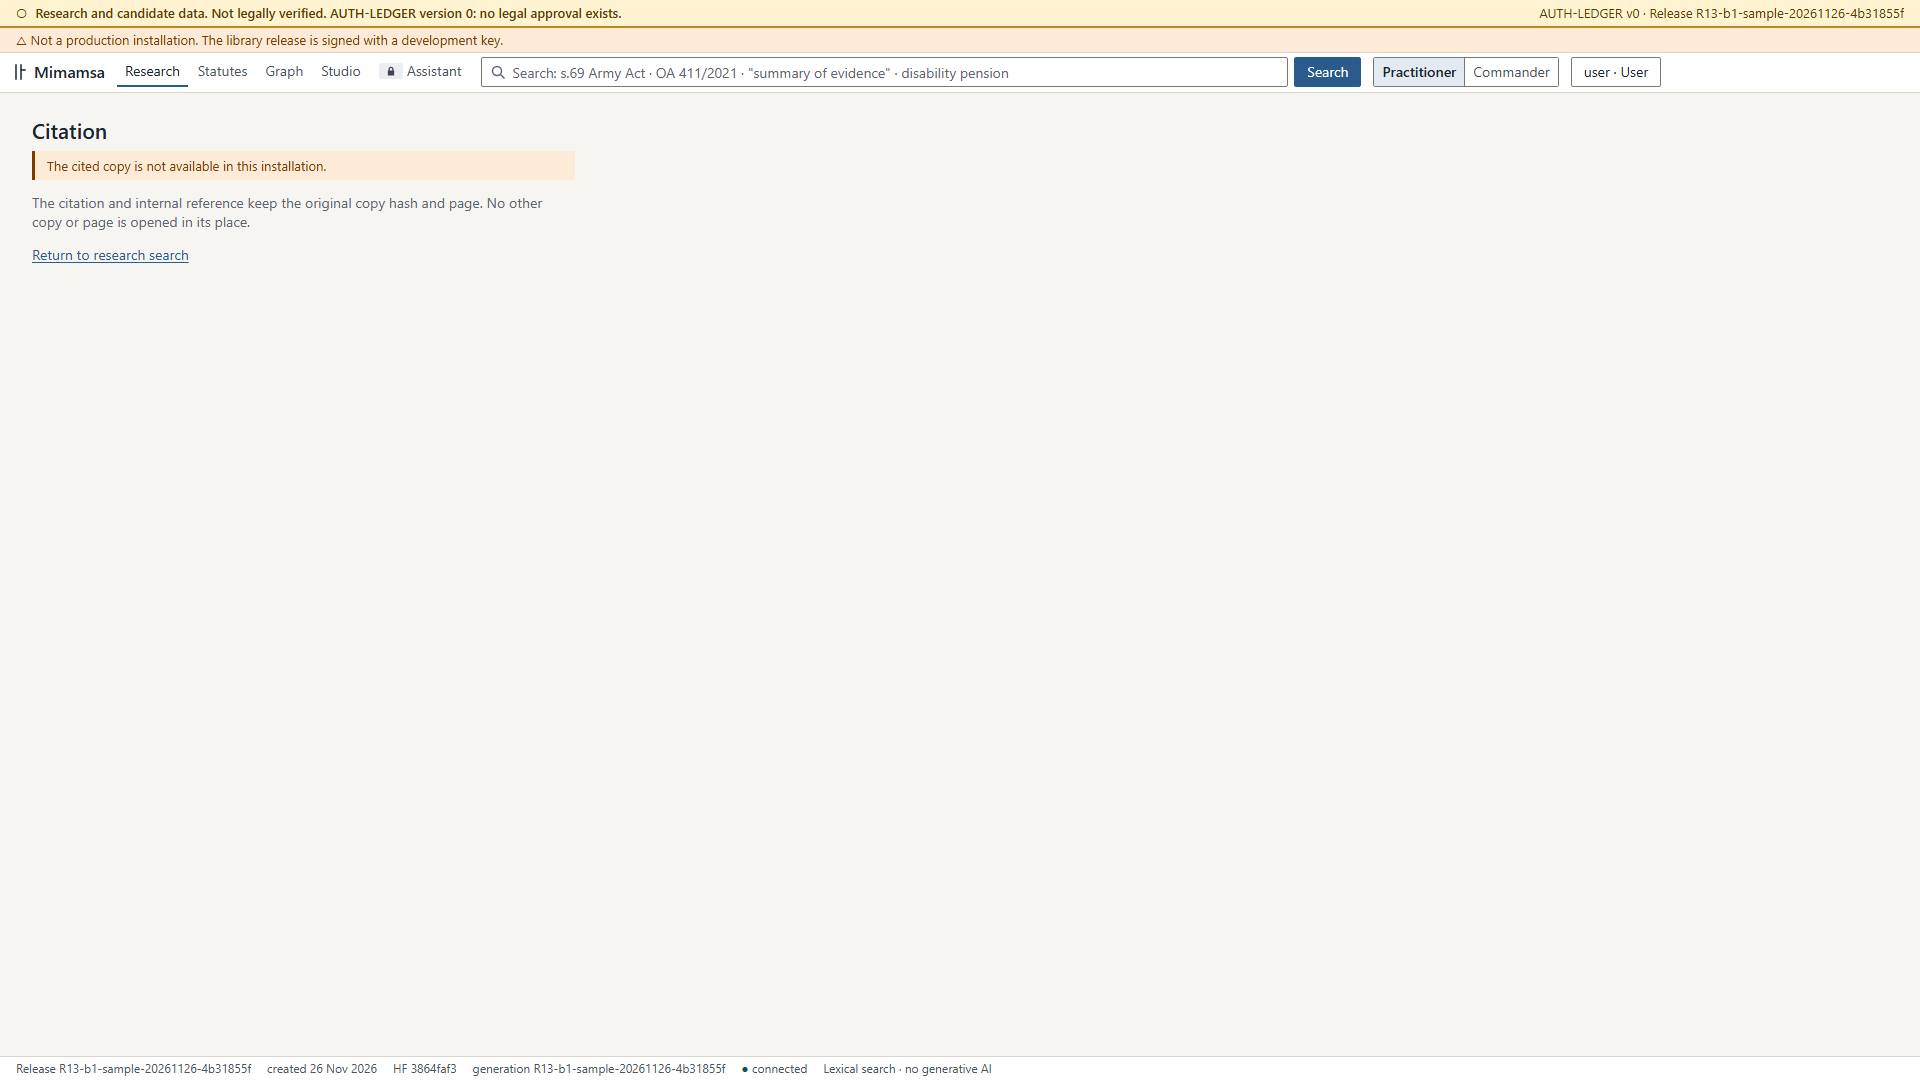 Research and candidate data. Not legally verified. AUTH-LEDGER version 0: no legal approval exists.
AUTH-LEDGER v0 · Release R13-b1-sample-20261126-4b31855f
Not a production installation. The library release is signed with a development key.
Mimamsa
Research
Statutes
Graph
Studio
Assistant
Search: s.69 Army Act · OA 411/2021 · "summary of evidence" · disability pension
Search
Practitioner
Commander
user · User
Citation
The cited copy is not available in this installation.
The citation and internal reference keep the original copy hash and page. No other
copy or page is opened in its place.
Return to research search
Release R13-b1-sample-20261126-4b31855f
created 26 Nov 2026
HF 3864faf3
generation R13-b1-sample-20261126-4b31855f
connected
Lexical search · no generative AI